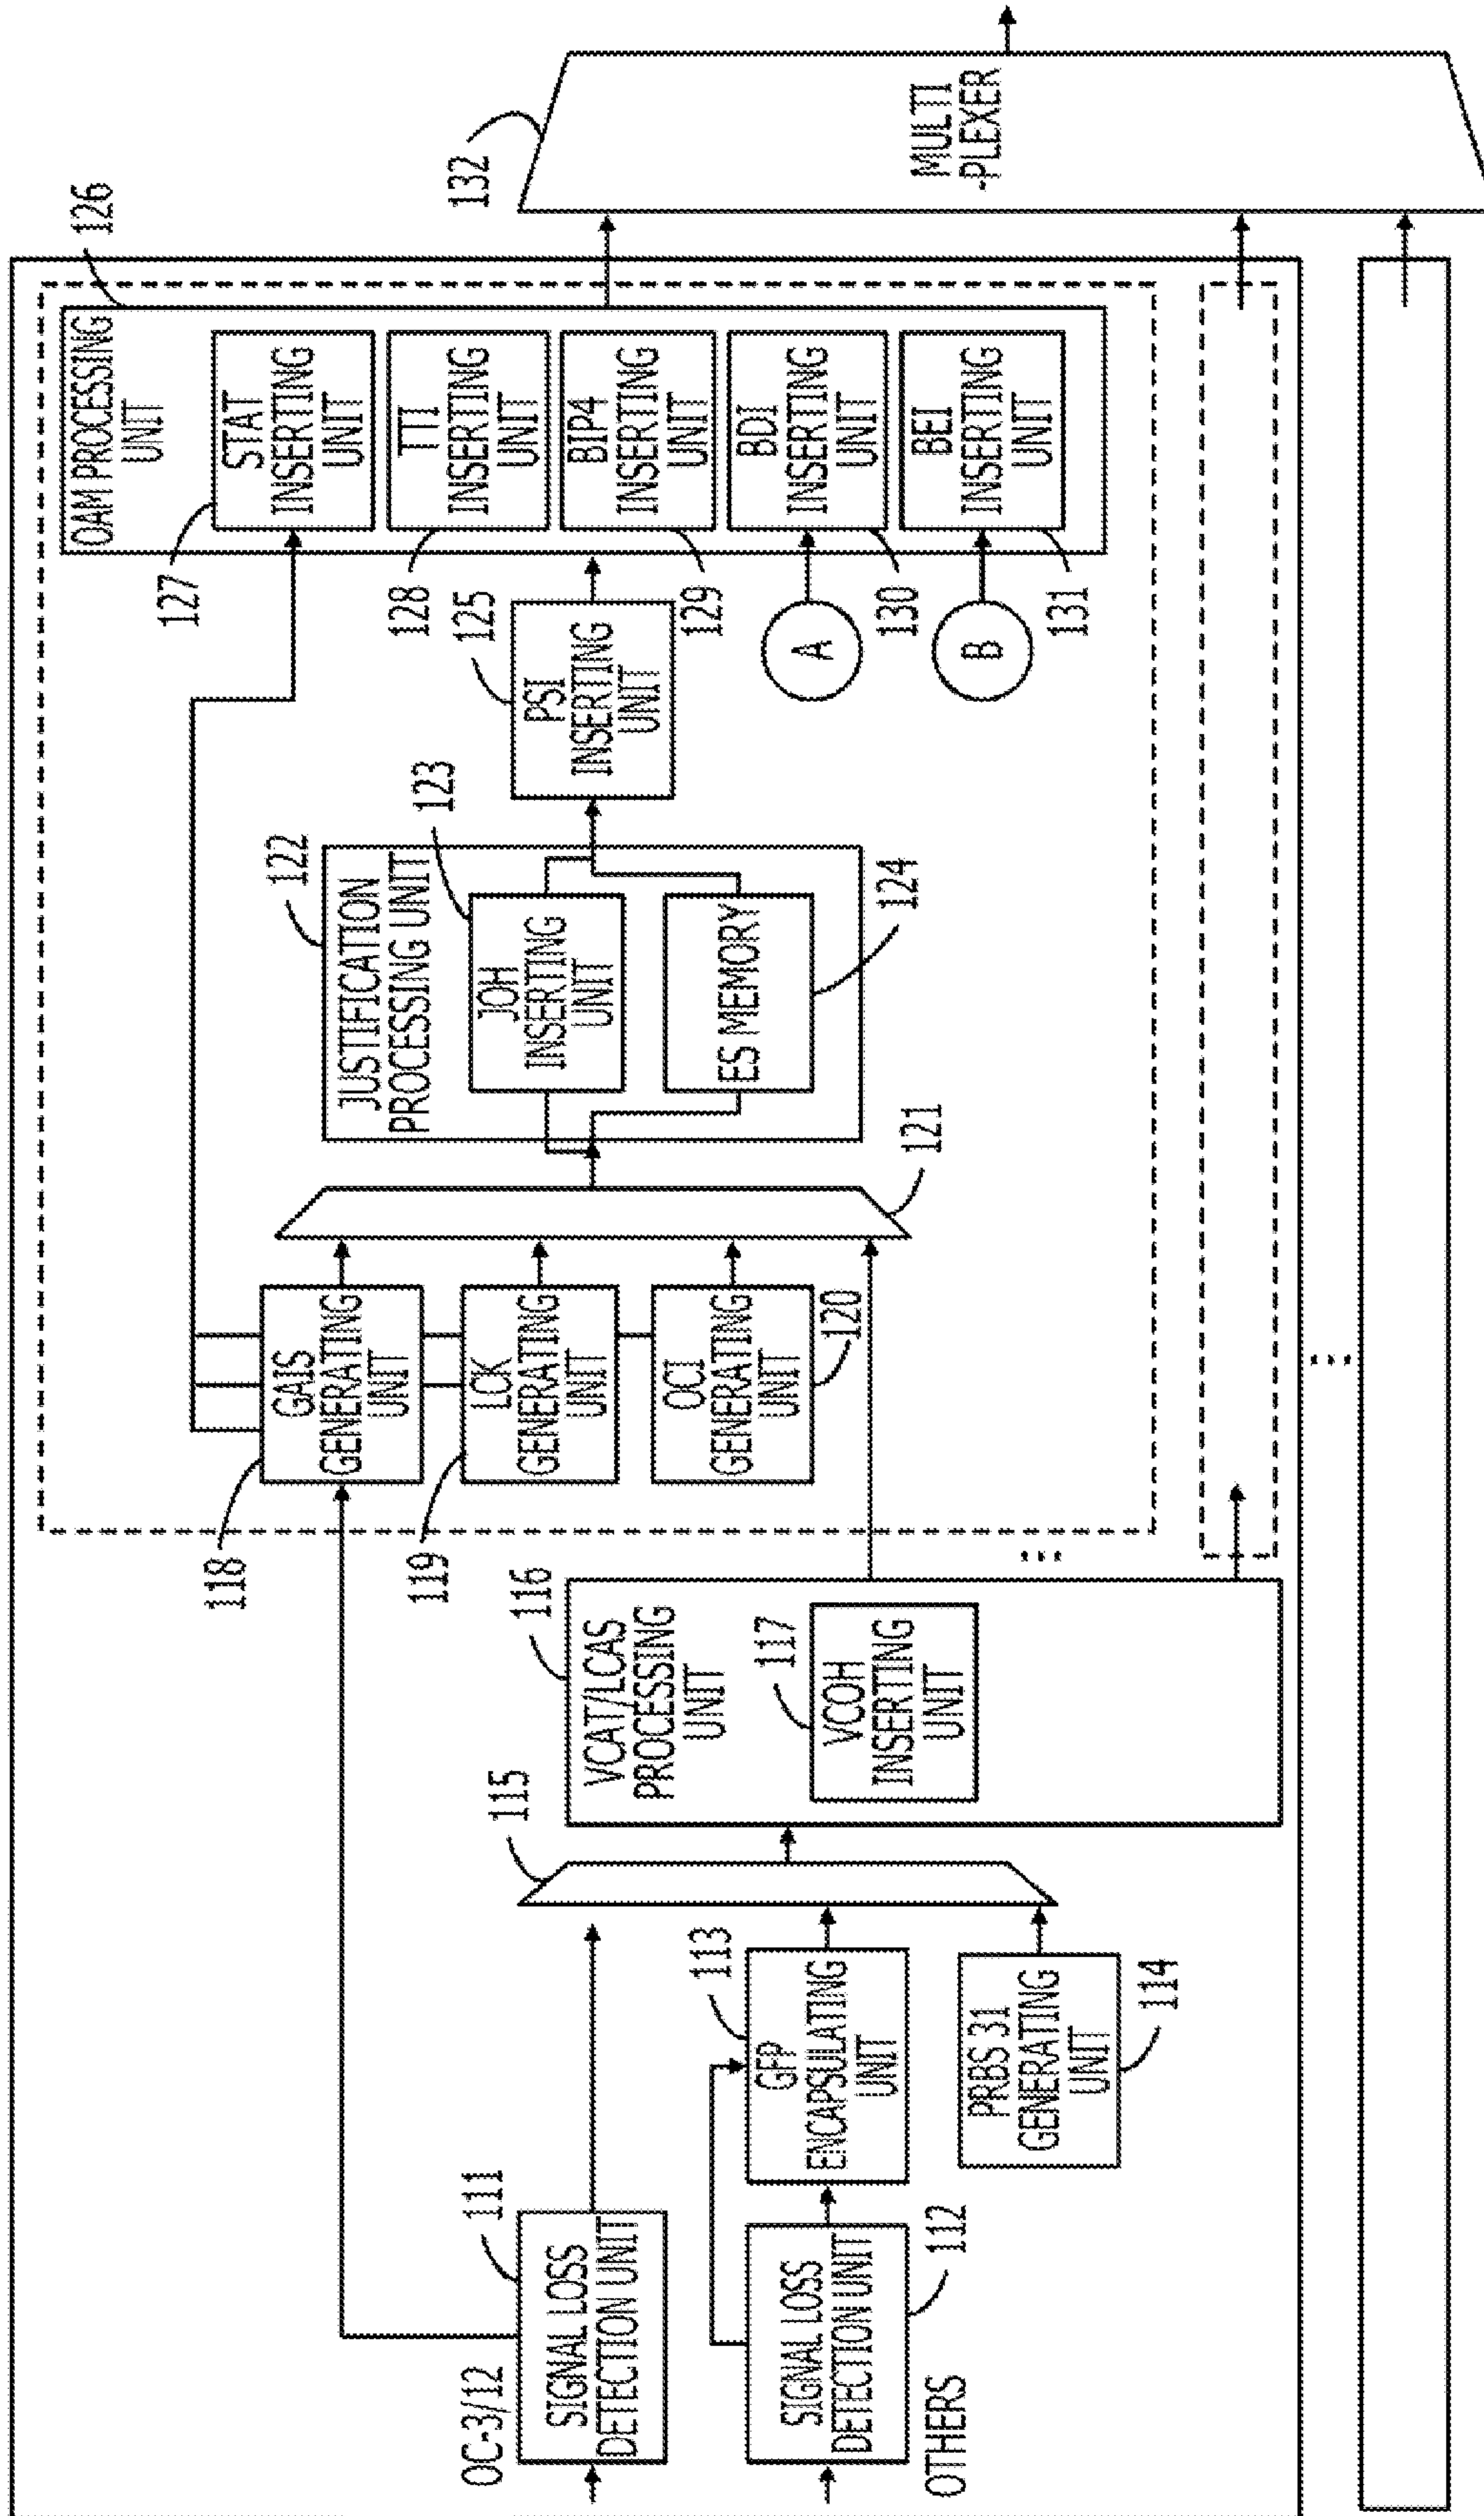 OC-3/12
111
SIGNAL LOSS
DETECTION UNIT
SIGNAL LOSS
DETECTION UNIT
112
OTHERS
113
GFP
ENCAPSULATING
UNIT
PRBS 31
GENERATING
UNIT
114
115
116
VCAT/LCAS
PROCESSING
UNIT
117
VCOH
INSERTING
UNIT
118
GAIS
GENERATING
UNIT
119
LCK
GENERATING
UNIT
OCI
GENERATING
UNIT
120
121
122
JUSTIFICATION
PROCESSING UNIT
123
JOH
INSERTING
UNIT
ES MEMORY
124
125
PSI
INSERTING
UNIT
A
B
126
OAM PROCESSING
UNIT
127
STAT
INSERTING
UNIT
128
TTI
INSERTING
UNIT
129
BIP4
INSERTING
UNIT
130
BDI
INSERTING
UNIT
131
BEI
INSERTING
UNIT
132
MULTI
-PLEXER